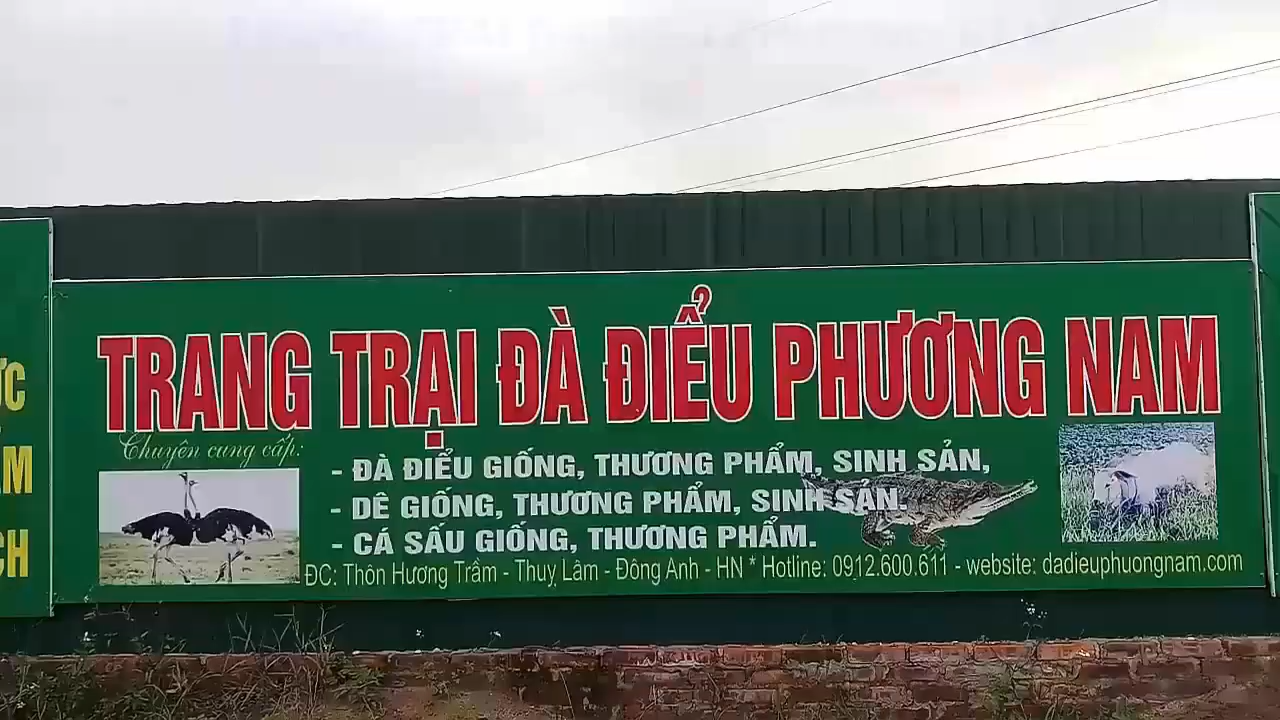 TRANG TRẠI ĐÀ ĐIỂU PHƯƠNG NAM
Chuyên cung cấp:
- ĐÀ ĐIỂU GIỐNG, THƯƠNG PHẨM, SINH SẢN,
- DÊ GIỐNG, THƯƠNG PHẨM, SINH SẢN.
- CÁ SẤU GIỐNG, THƯƠNG PHẨM.
ĐC: Thôn Hương Trầm - Thuỵ Lâm - Đông Anh - HN * Hotline: 0912.600.611 - website: dadieuphuongnam.com